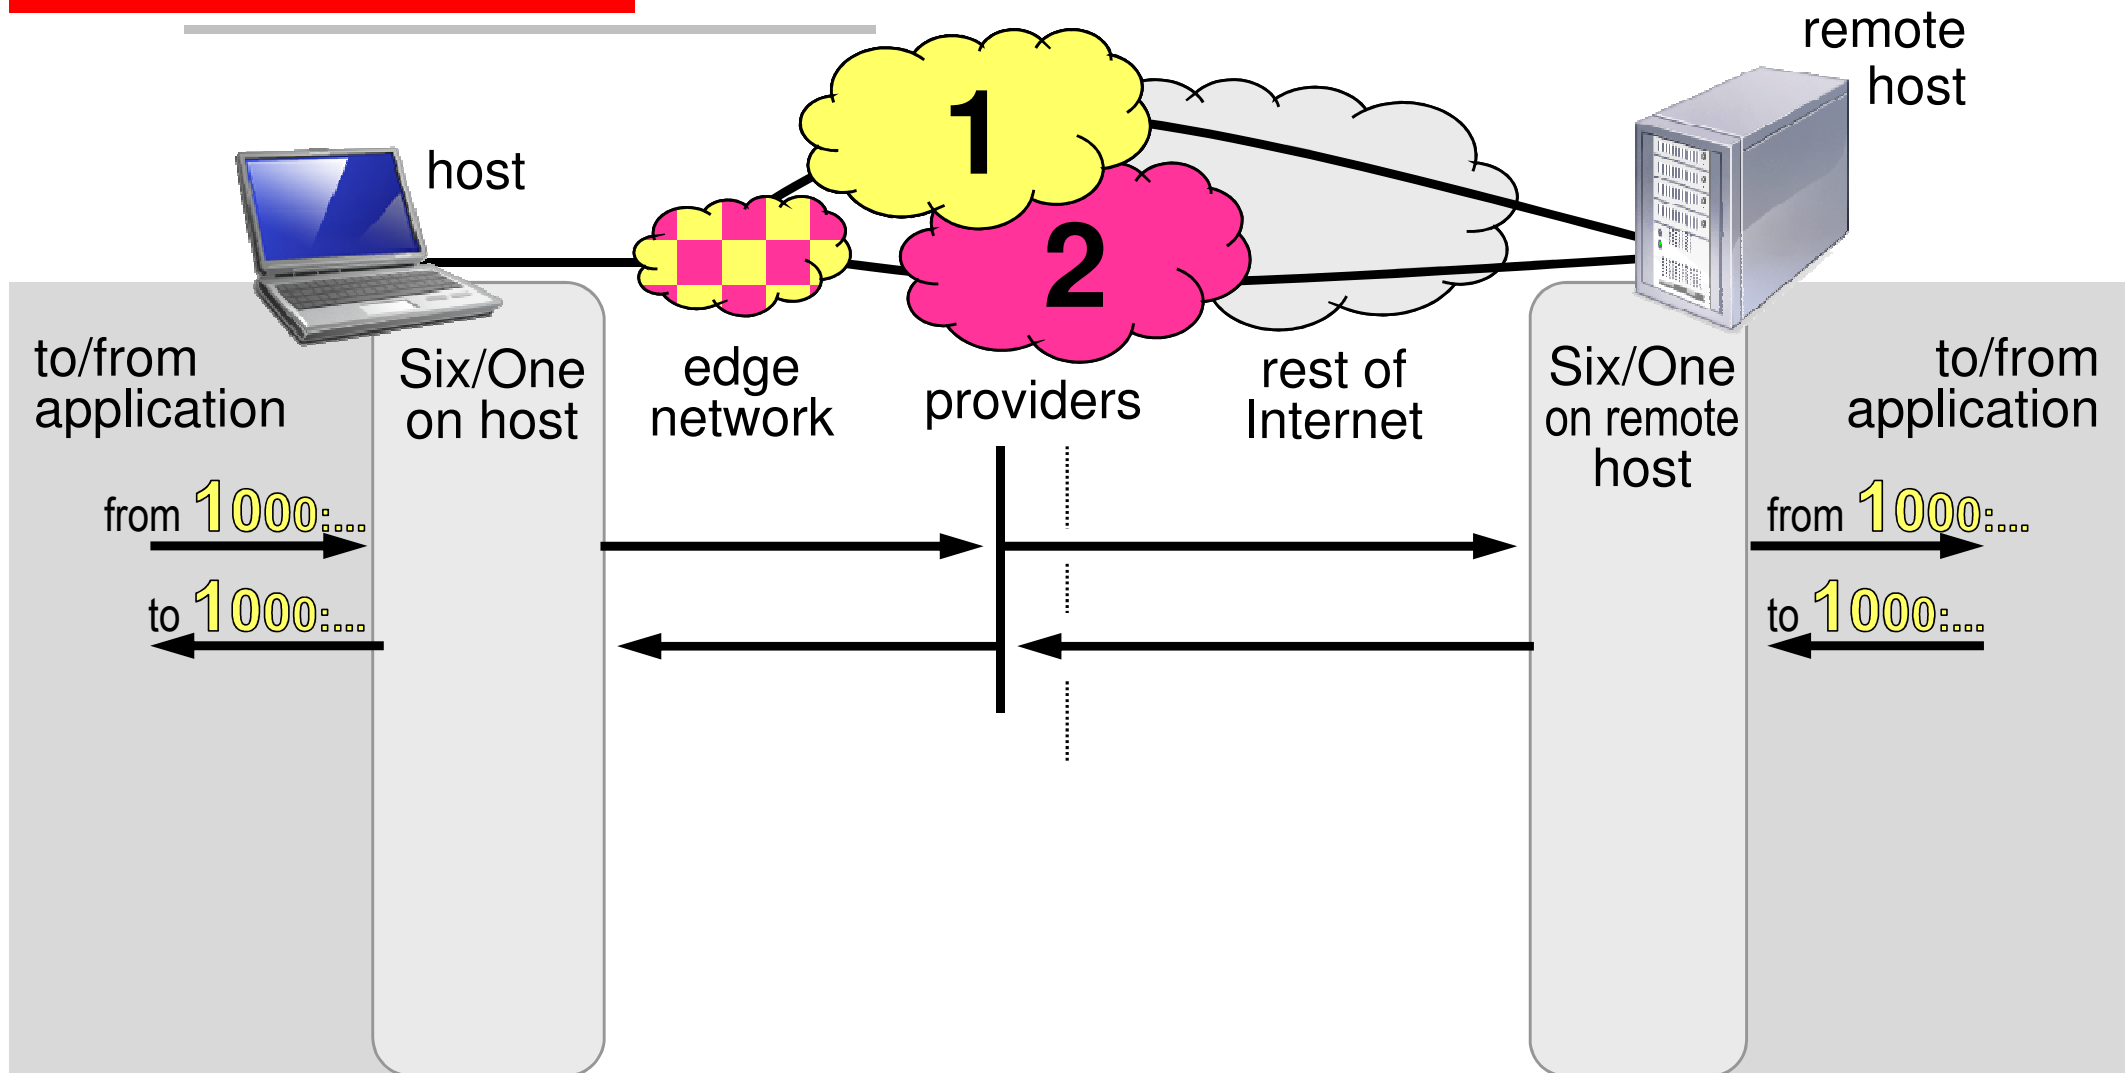 remote
host
1
host
2
to/from
application
Six/One
on host
edge
network
providers
rest of
Internet
Six/One
on remote
host
to/from
application
from 1000:...
from 1000:...
to 1000:...
to 1000:...